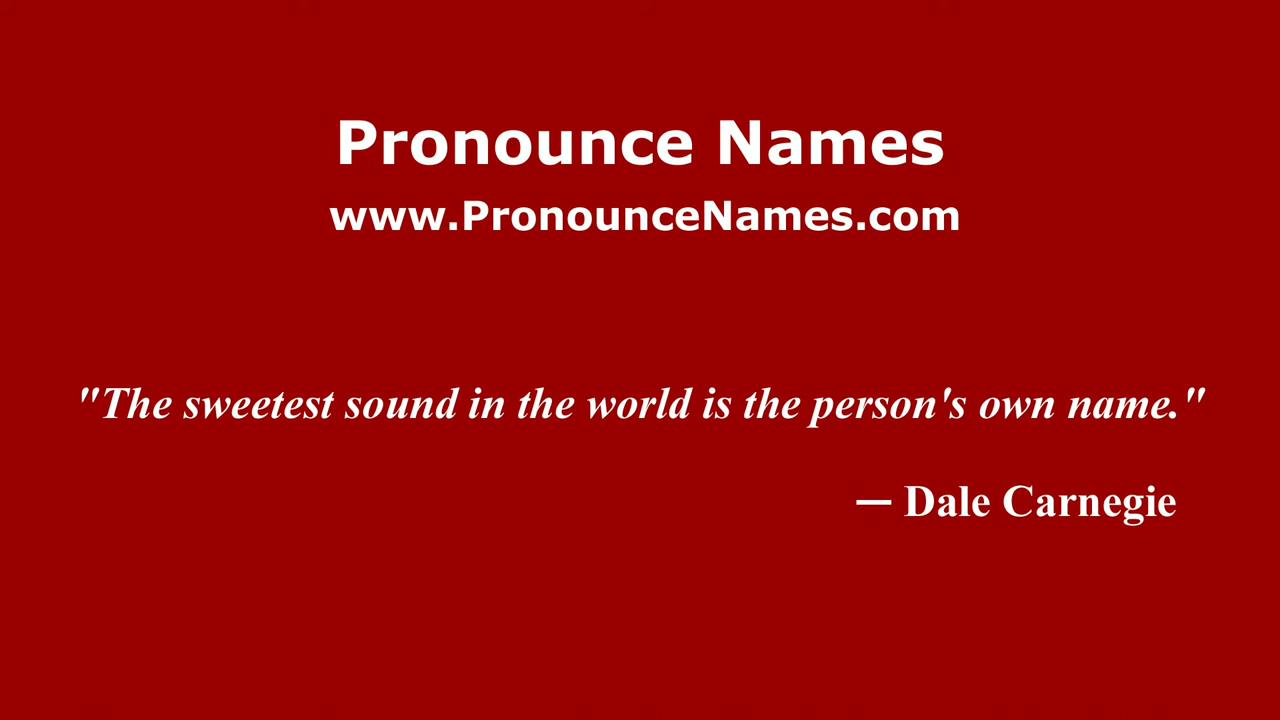 Pronounce Names
www.PronounceNames.com
"The sweetest sound in the world is the person's own name."
— Dale Carnegie